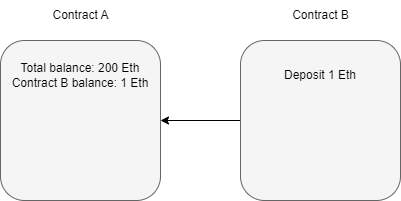 Contract A
Contract B
Total balance: 200 Eth
Contract B balance: 1 Eth
Deposit 1 Eth